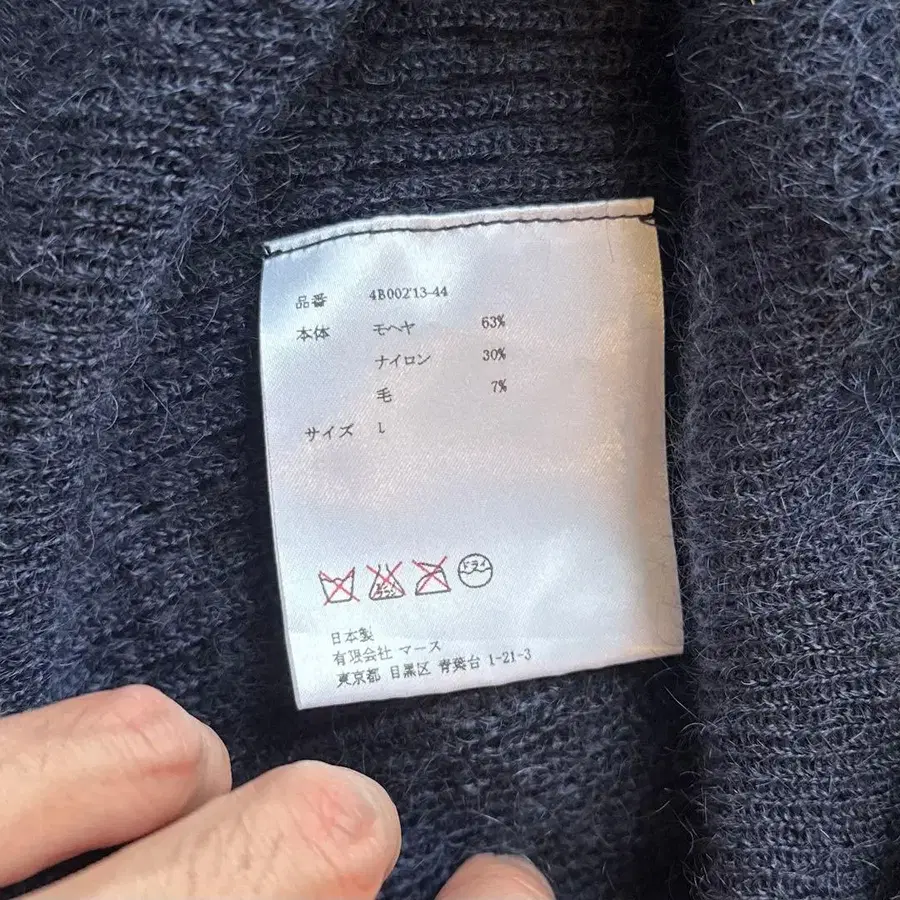 品番 4B002'13-44
本体 モヘヤ 63%
ナイロン 30%
毛 7%
サイズ L
ドライ
日本製
有限会社 マース
東京都 目黒区 青葉台 1-21-3